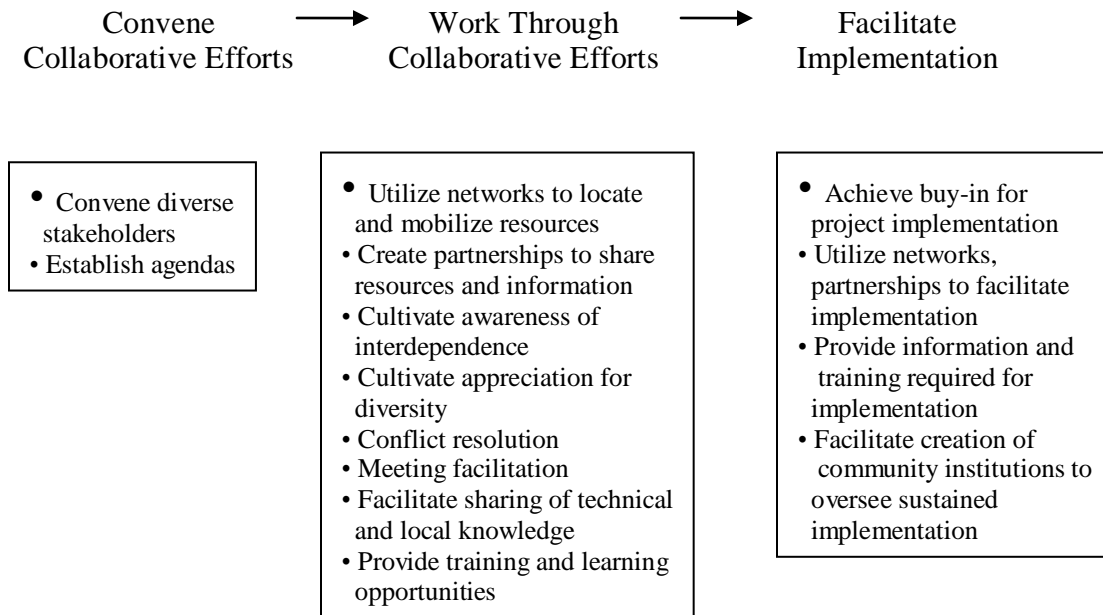 Convene
Collaborative Efforts
Work Through
Collaborative Efforts
Facilitate
Implementation
• Convene diverse
stakeholders
• Establish agendas
• Utilize networks to locate
and mobilize resources
• Create partnerships to share
resources and information
• Cultivate awareness of
interdependence
• Cultivate appreciation for
diversity
• Conflict resolution
• Meeting facilitation
• Facilitate sharing of technical
and local knowledge
• Provide training and learning
opportunities
• Achieve buy-in for
project implementation
• Utilize networks,
partnerships to facilitate
implementation
• Provide information and
training required for
implementation
• Facilitate creation of
community institutions to
oversee sustained
implementation